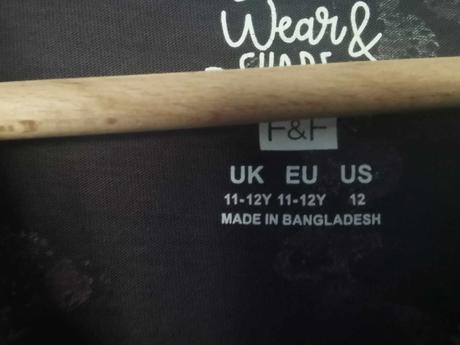 Wear &
F&F
UK EU US
11-12Y 11-12Y 12
MADE IN BANGLADESH